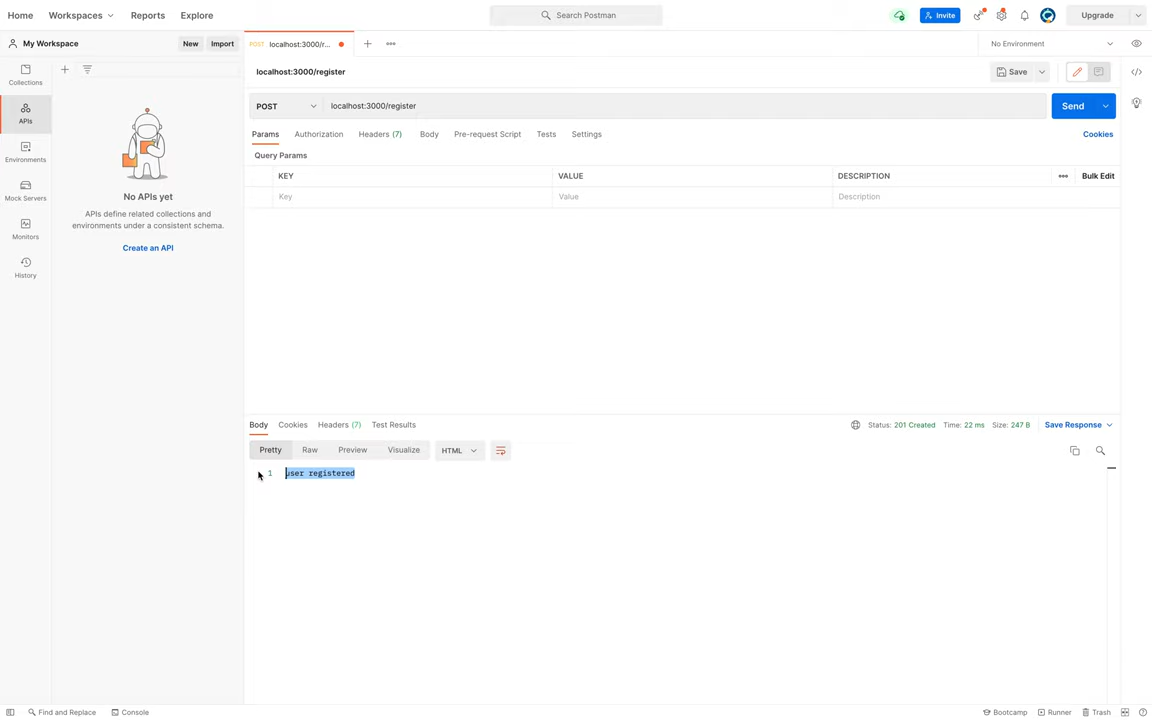 Home Workspaces Reports Explore Search Postman Invite Upgrade
My Workspace New Import POST localhost:3000/r... No Environment
localhost:3000/register Save
Collections
APIs
Environments
Mock Servers
Monitors
History
No APIs yet
APIs define related collections and
environments under a consistent schema.
Create an API
POST localhost:3000/register Send
Params Authorization Headers (7) Body Pre-request Script Tests Settings Cookies
Query Params
KEY VALUE DESCRIPTION Bulk Edit
Key Value Description
Body Cookies Headers (7) Test Results Status: 201 Created Time: 22 ms Size: 247 B Save Response
Pretty Raw Preview Visualize HTML
1 user registered
Find and Replace Console Bootcamp Runner Trash